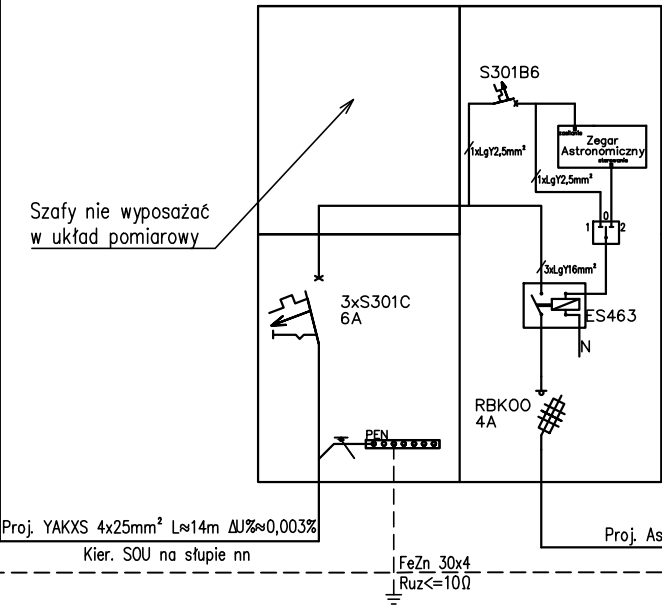 S301B6
zasilanie
Zegar
Astronomiczny
sterowanie
1xLgY2,5mm²
1xLgY2,5mm²
Szafy nie wyposażać
w układ pomiarowy
0
1 2
3xLgY16mm²
3xS301C
6A
ES463
N
RBK00
4A
PEN
Proj. YAKXS 4x25mm² L≈14m ΔU%≈0,003%
Kier. SOU na słupie nn
Proj. As
FeZn 30x4
Ruz<=10Ω